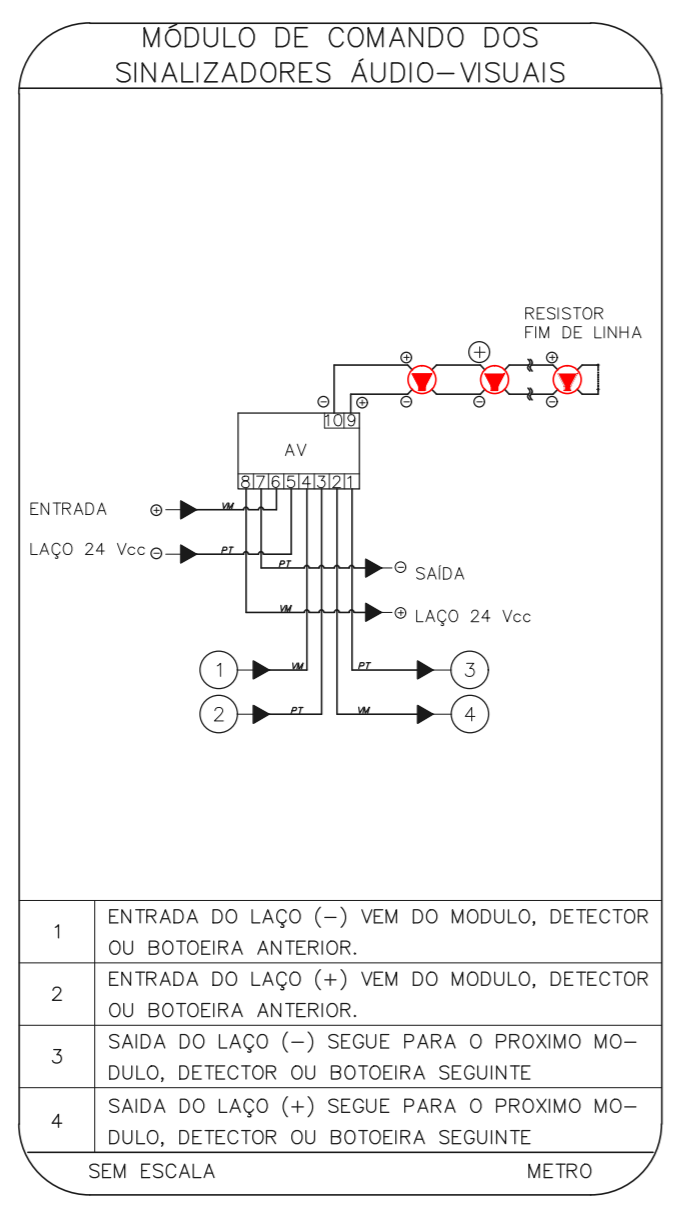 MÓDULO DE COMANDO DOS
SINALIZADORES ÁUDIO-VISUAIS
RESISTOR
FIM DE LINHA
+
+
+
-
+
-
-
-
10 9
AV
8 7 6 5 4 3 2 1
ENTRADA + VM
LAÇO 24 Vcc - PT
PT - SAÍDA
VM + LAÇO 24 Vcc
1 VM PT 3
2 PT VM 4
1 ENTRADA DO LAÇO (-) VEM DO MODULO, DETECTOR
OU BOTOEIRA ANTERIOR.
2 ENTRADA DO LAÇO (+) VEM DO MODULO, DETECTOR
OU BOTOEIRA ANTERIOR.
3 SAIDA DO LAÇO (-) SEGUE PARA O PROXIMO MO-
DULO, DETECTOR OU BOTOEIRA SEGUINTE
4 SAIDA DO LAÇO (+) SEGUE PARA O PROXIMO MO-
DULO, DETECTOR OU BOTOEIRA SEGUINTE
SEM ESCALA METRO